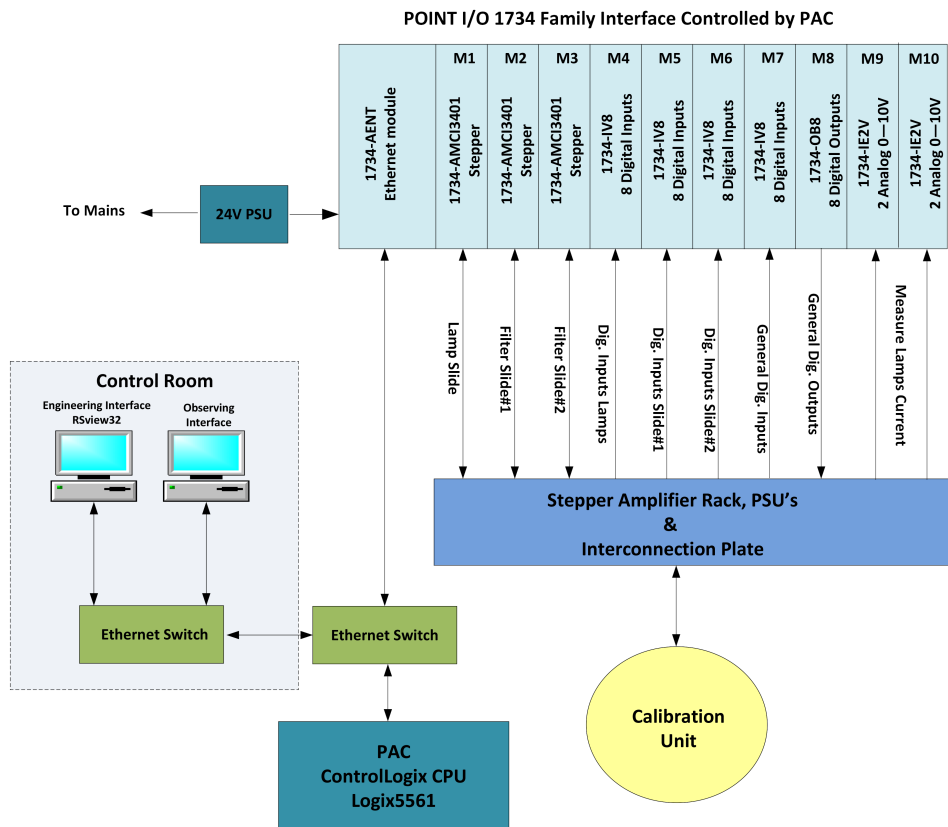 POINT I/O 1734 Family Interface Controlled by PAC
1734-AENT
Ethernet module
M1
1734-AMCI3401
Stepper
M2
1734-AMCI3401
Stepper
M3
1734-AMCI3401
Stepper
M4
1734-IV8
8 Digital Inputs
M5
1734-IV8
8 Digital Inputs
M6
1734-IV8
8 Digital Inputs
M7
1734-IV8
8 Digital Inputs
M8
1734-OB8
8 Digital Outputs
M9
1734-IE2V
2 Analog 0—10V
M10
1734-IE2V
2 Analog 0—10V
To Mains
24V PSU
Lamp Slide
Filter Slide#1
Filter Slide#2
Dig. Inputs Lamps
Dig. Inputs Slide#1
Dig. Inputs Slide#2
General Dig. Inputs
General Dig. Outputs
Measure Lamps Current
Control Room
Engineering Interface
RSview32
Observing
Interface
Stepper Amplifier Rack, PSU's
&
Interconnection Plate
Ethernet Switch
Ethernet Switch
PAC
ControlLogix CPU
Logix5561
Calibration
Unit